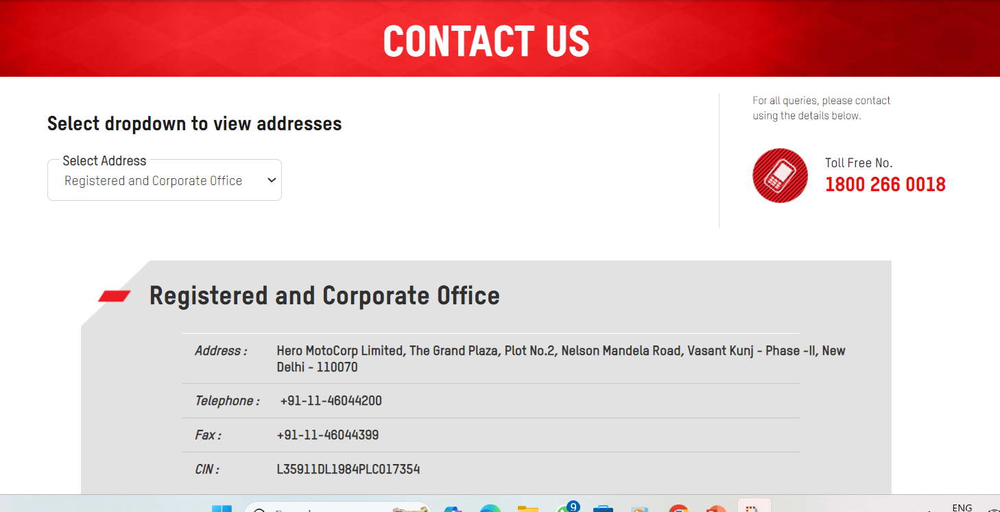 CONTACT US
For all queries, please contact
using the details below.
Select dropdown to view addresses
Select Address
Registered and Corporate Office
Toll Free No.
1800 266 0018
Registered and Corporate Office
Address : Hero MotoCorp Limited, The Grand Plaza, Plot No.2, Nelson Mandela Road, Vasant Kunj - Phase -II, New
Delhi - 110070
Telephone : +91-11-46044200
Fax : +91-11-46044399
CIN : L35911DL1984PLC017354
9
ENG